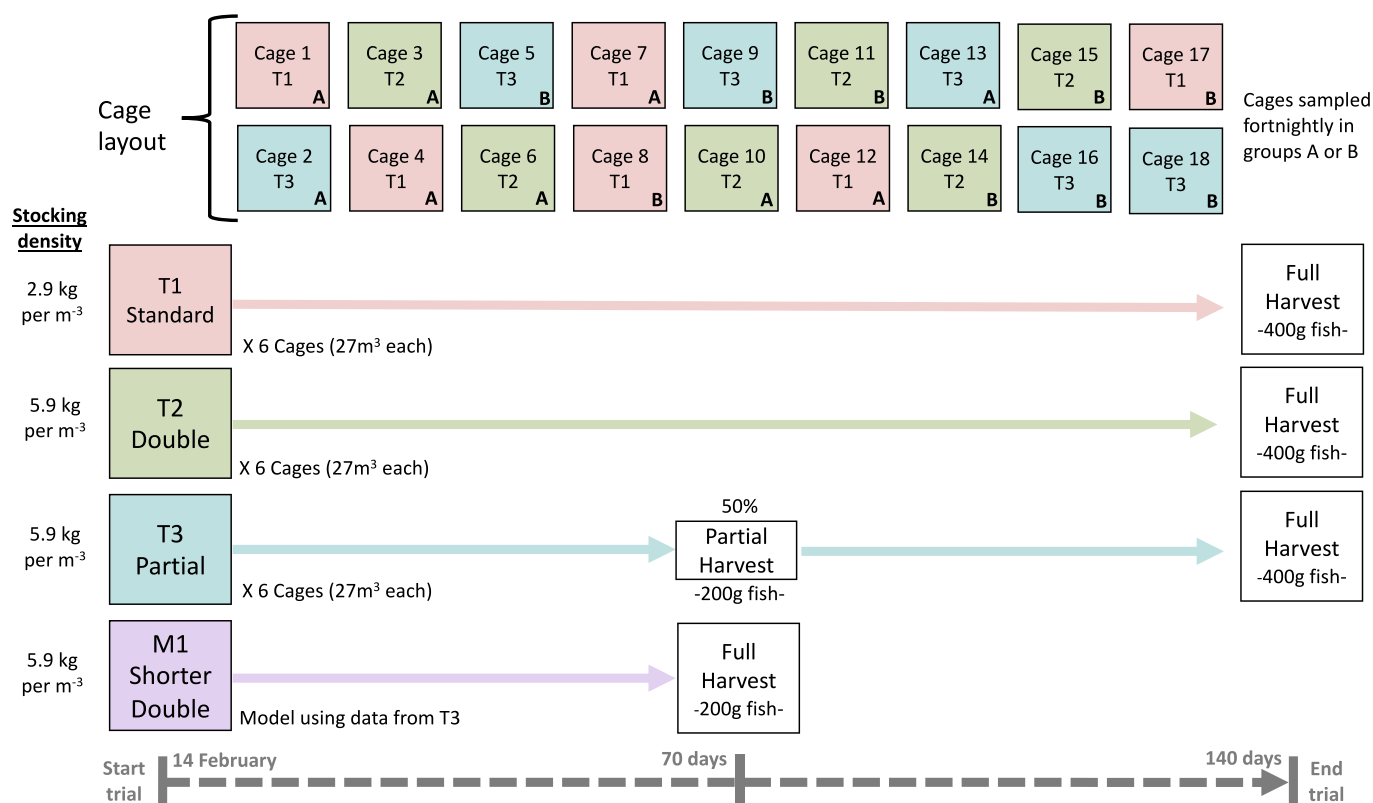 Cage layout
Cage 1
T1
A
Cage 3
T2
A
Cage 5
T3
B
Cage 7
T1
A
Cage 9
T3
B
Cage 11
T2
B
Cage 13
T3
A
Cage 15
T2
B
Cage 17
T1
B
Cage 2
T3
A
Cage 4
T1
A
Cage 6
T2
A
Cage 8
T1
B
Cage 10
T2
A
Cage 12
T1
A
Cage 14
T2
B
Cage 16
T3
B
Cage 18
T3
B
Cages sampled
fortnightly in
groups A or B
Stocking
density
2.9 kg
per m⁻³
T1
Standard
X 6 Cages (27m³ each)
Full
Harvest
-400g fish-
5.9 kg
per m⁻³
T2
Double
X 6 Cages (27m³ each)
Full
Harvest
-400g fish-
5.9 kg
per m⁻³
T3
Partial
X 6 Cages (27m³ each)
50%
Partial
Harvest
-200g fish-
Full
Harvest
-400g fish-
5.9 kg
per m⁻³
M1
Shorter
Double
Model using data from T3
Full
Harvest
-200g fish-
Start
trial
14 February
70 days
140 days
End
trial